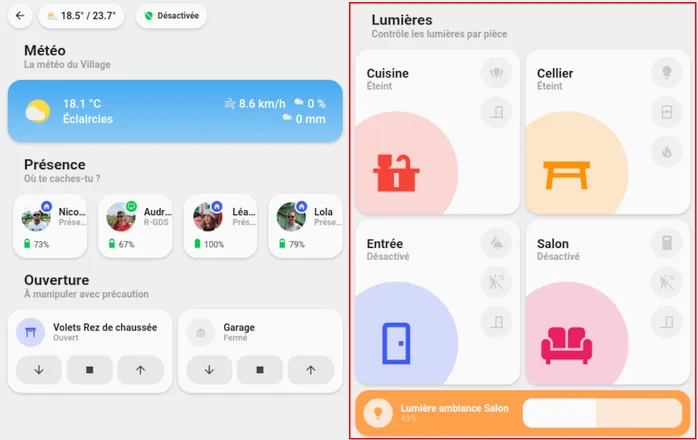 18.5° / 23.7°
Désactivée
Météo
La météo du Village
18.1 °C
Éclaircies
8.6 km/h
0 %
0 mm
Présence
Où te caches-tu ?
Nico...
Prése...
73%
Audr...
R-GDS
67%
Léa...
Prése...
100%
Lola
Prése...
79%
Ouverture
À manipuler avec précaution
Volets Rez de chaussée
Ouvert
Garage
Fermé
Lumières
Contrôle les lumières par pièce
Cuisine
Éteint
Cellier
Éteint
Entrée
Désactivé
Salon
Désactivé
Lumière ambiance Salon
43%